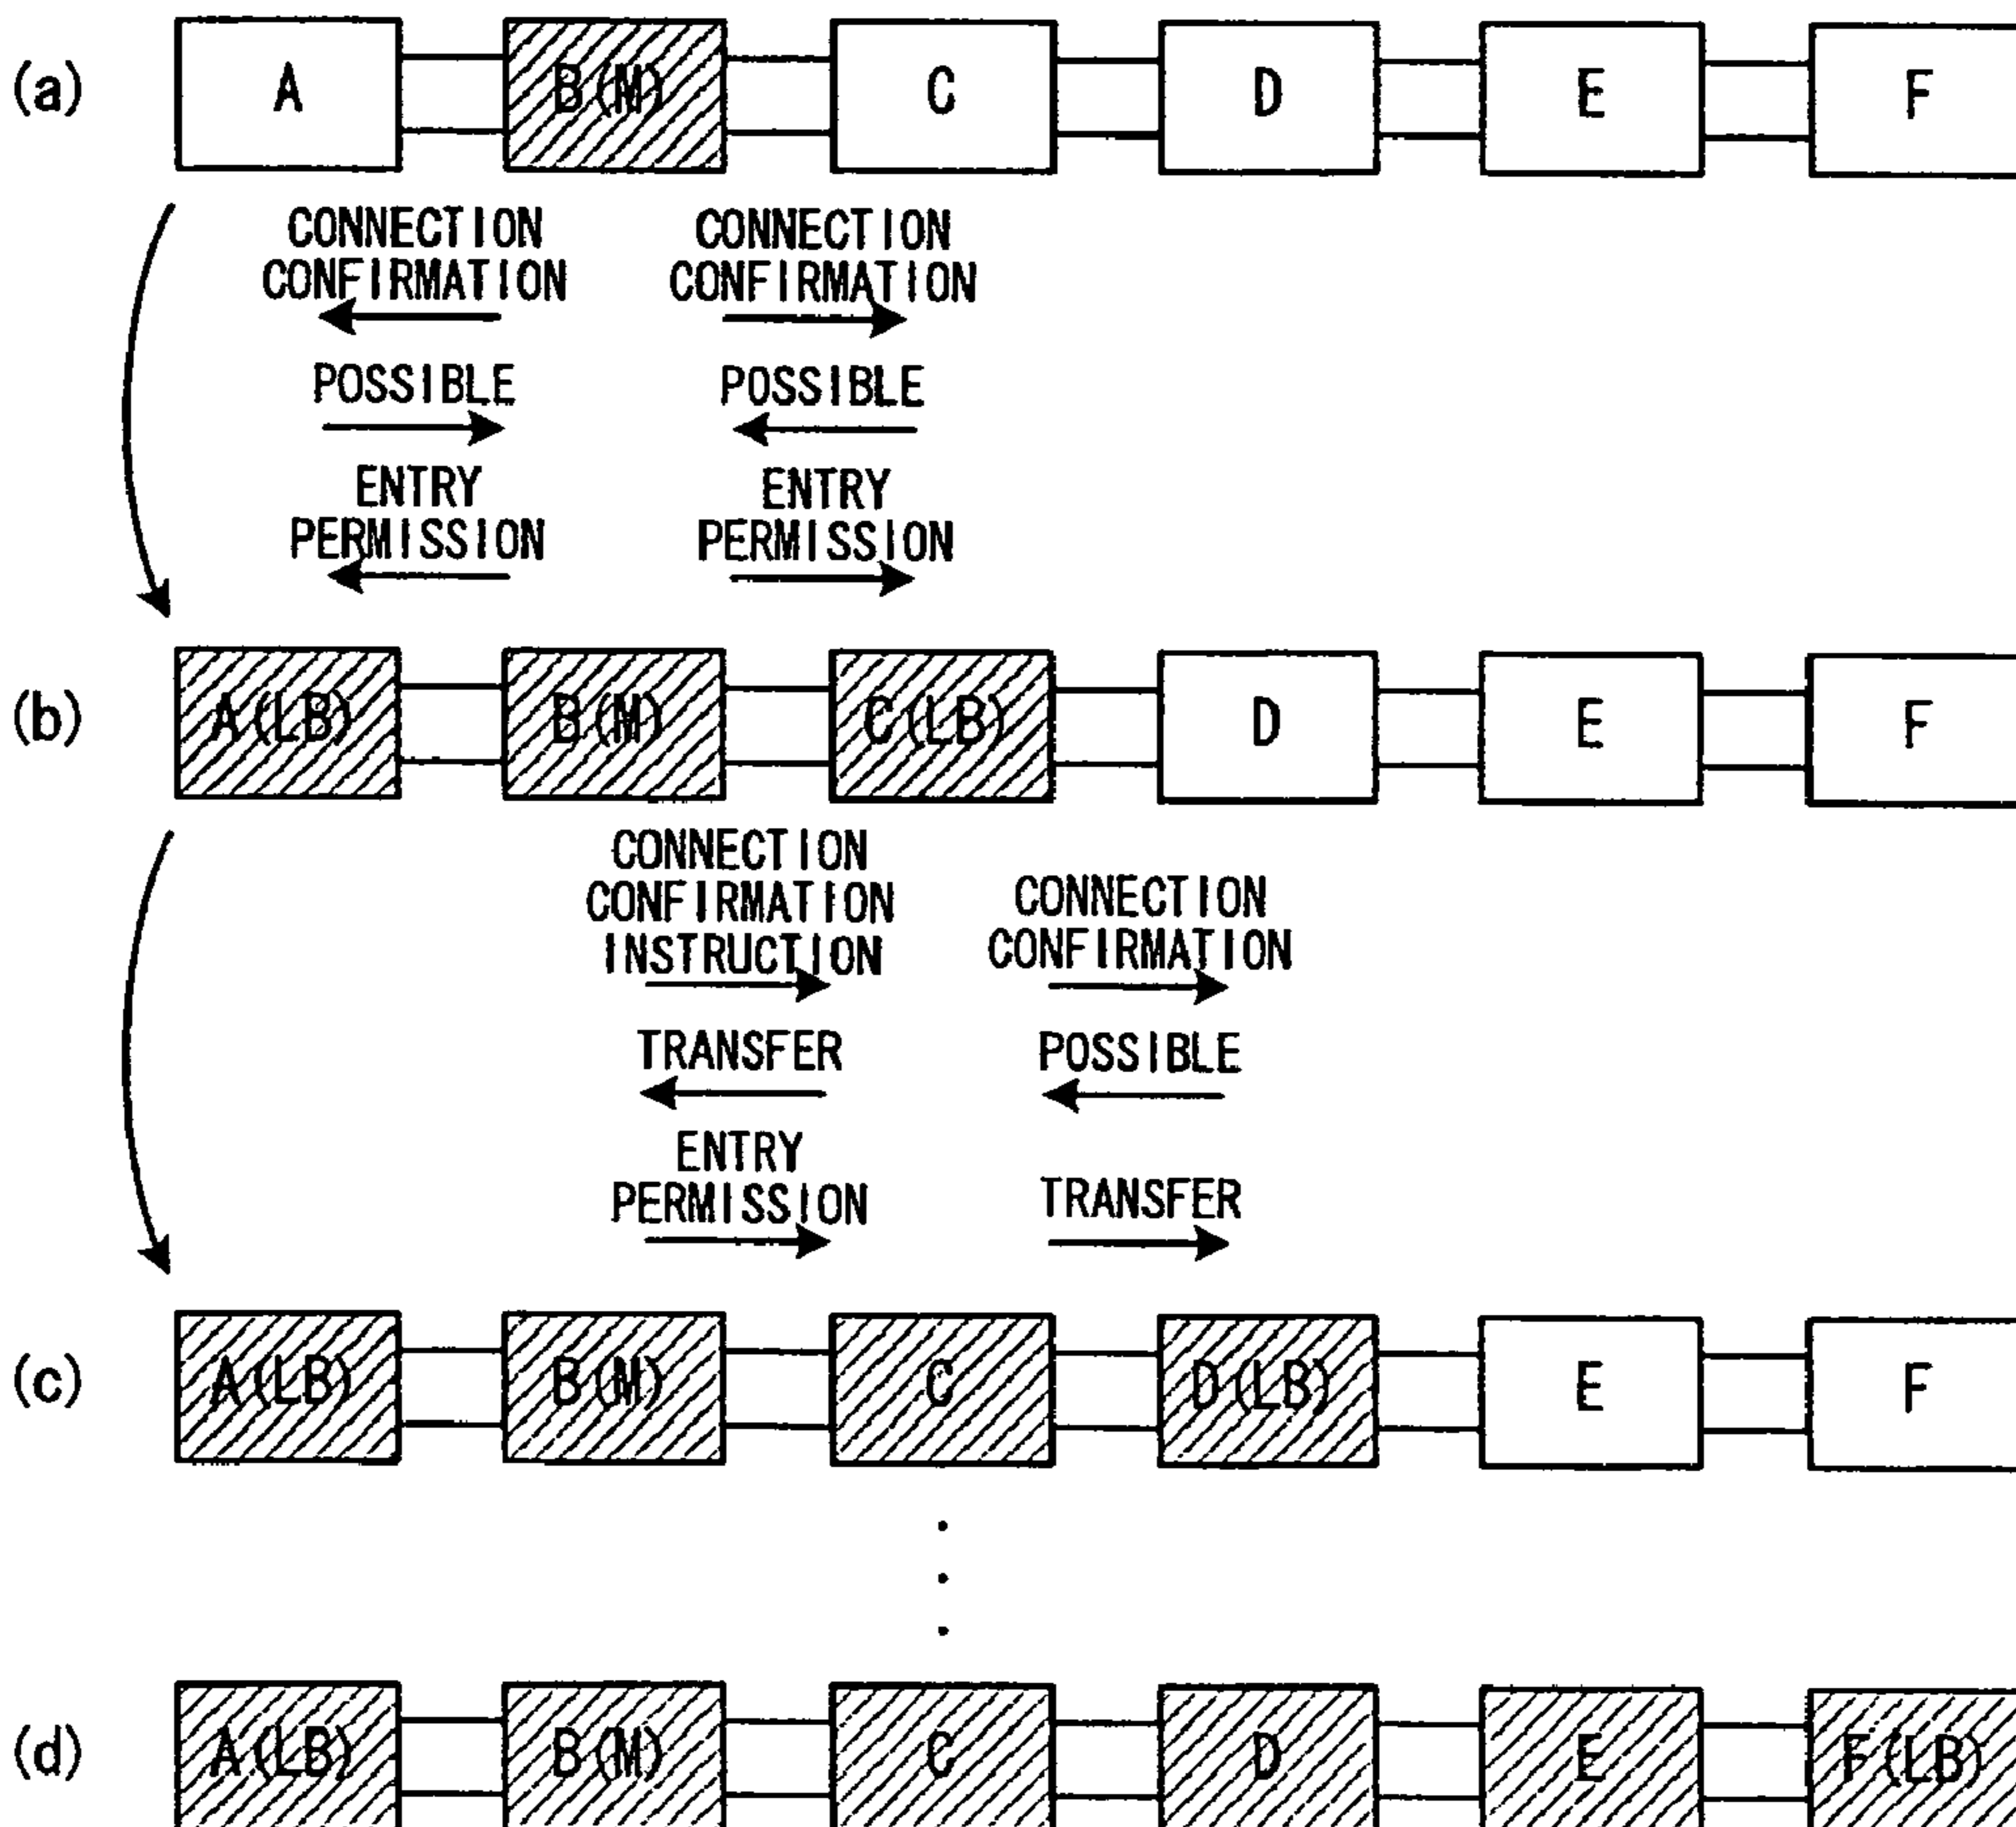 (a) A B(M) C D E F
CONNECTION CONNECTION
CONFIRMATION CONFIRMATION
POSSIBLE POSSIBLE
ENTRY ENTRY
PERMISSION PERMISSION
(b) A(LB) B(M) C(LB) D E F
CONNECTION
CONFIRMATION
INSTRUCTION
CONNECTION
CONFIRMATION
TRANSFER POSSIBLE
ENTRY
PERMISSION
TRANSFER
(c) A(LB) B(M) C D(LB) E F
(d) A(LB) B(M) C D E F(LB)